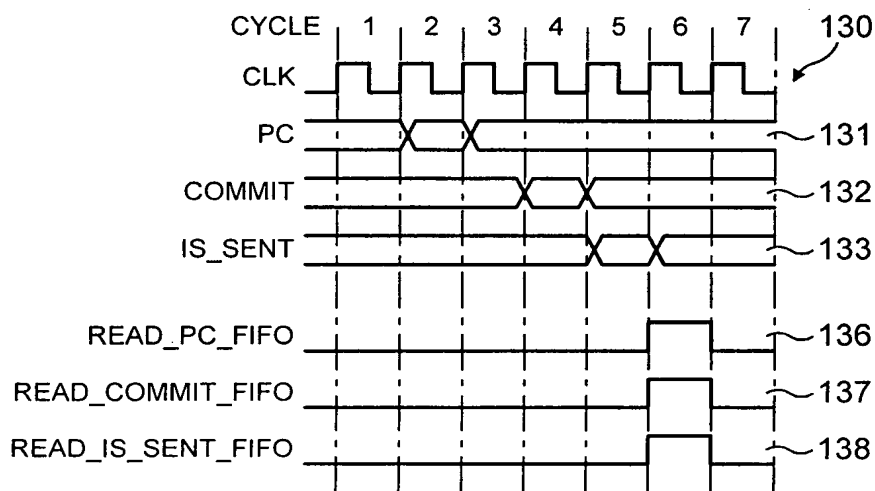 CYCLE 1 2 3 4 5 6 7 130
CLK
PC 131
COMMIT 132
IS_SENT 133
READ_PC_FIFO 136
READ_COMMIT_FIFO 137
READ_IS_SENT_FIFO 138